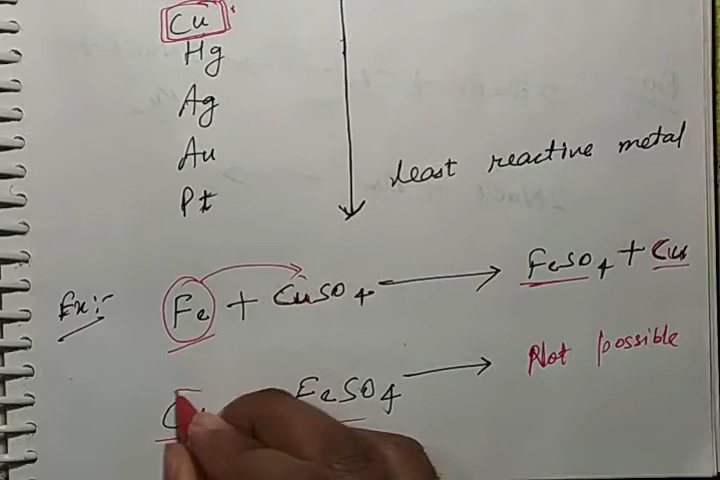 Cu
Hg
Ag
Au
Pt
Least reactive metal
Ex:- Fe + CuSO4 → FeSO4 + Cu
FeSO4 → Not possible